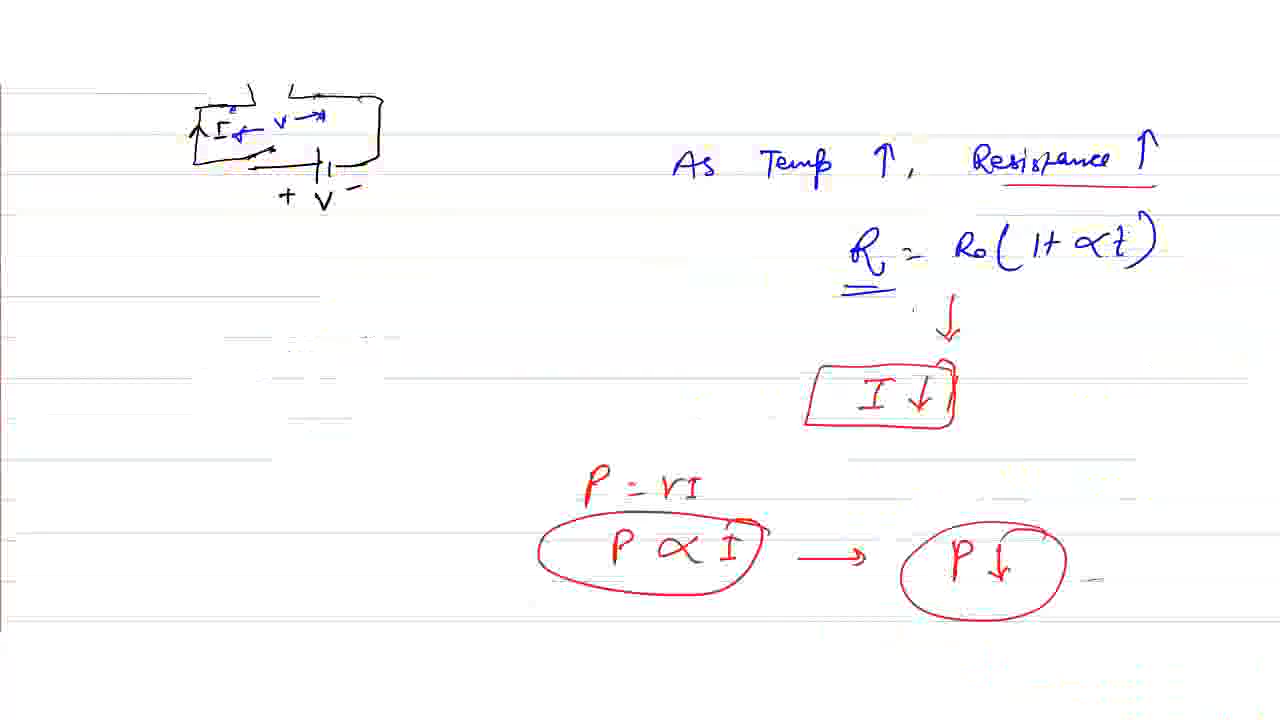 I V
+ V -
As Temp ↑, Resistance ↑
R = R₀(1+ αt)
↓
I ↓
P = VI
P ∝ I → P ↓